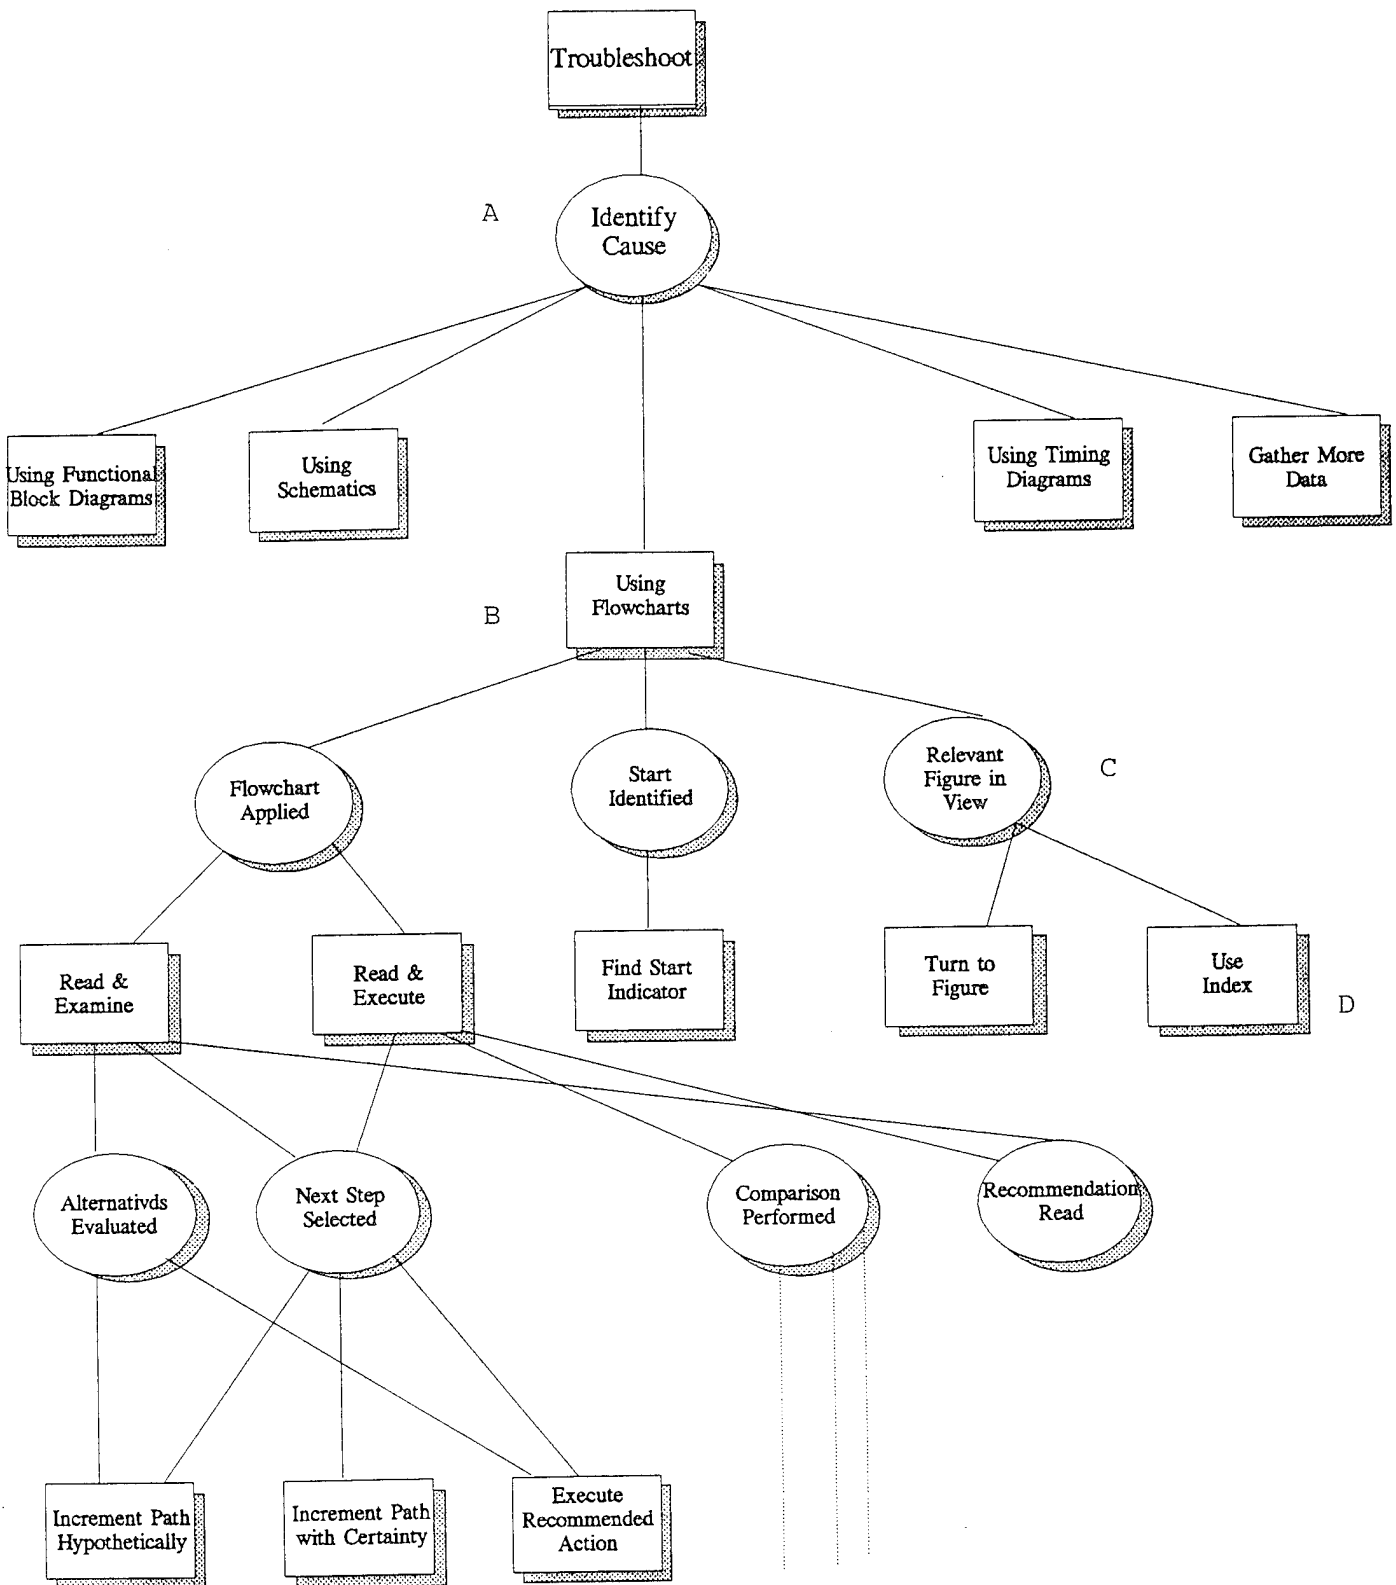 Troubleshoot
A
Identify
Cause
Using Functional
Block Diagrams
Using
Schematics
Using Timing
Diagrams
Gather More
Data
B
Using
Flowcharts
Flowchart
Applied
Start
Identified
Relevant
Figure in
View
C
Read &
Examine
Read &
Execute
Find Start
Indicator
Turn to
Figure
Use
Index
D
Alternativds
Evaluated
Next Step
Selected
Comparison
Performed
Recommendation
Read
Increment Path
Hypothetically
Increment Path
with Certainty
Execute
Recommended
Action